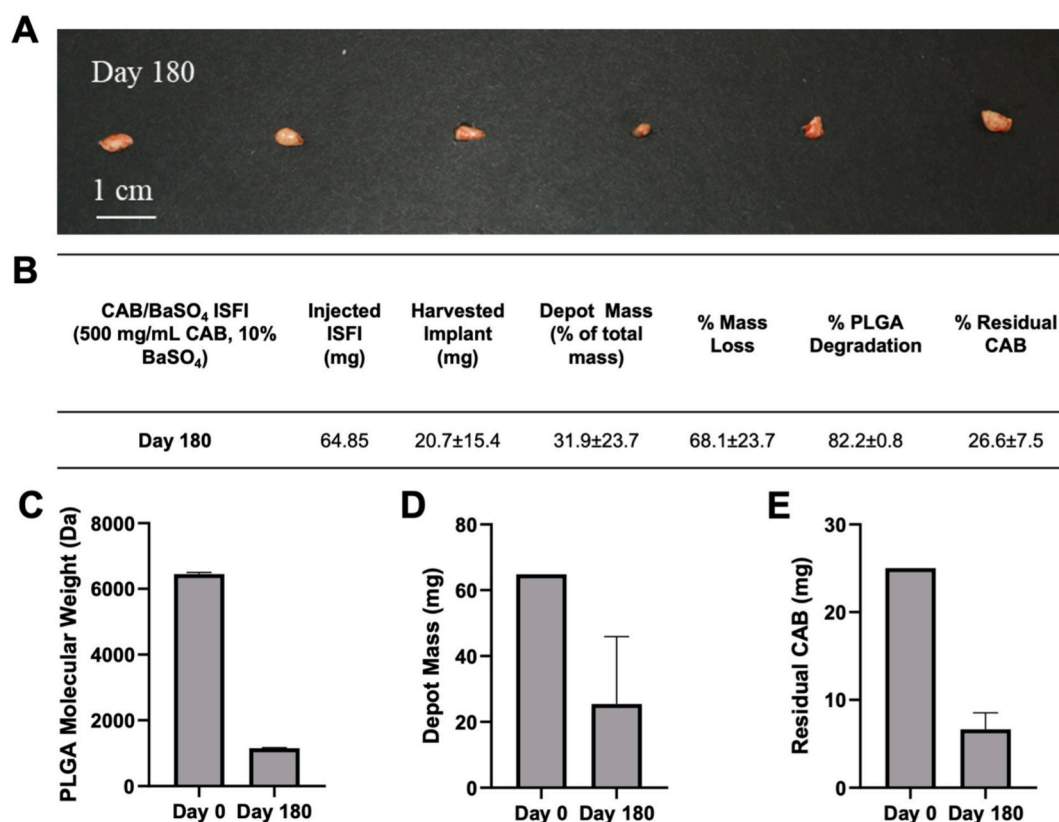 A
Day 180
1 cm
B
CAB/BaSO₄ ISFI
(500 mg/mL CAB, 10%
BaSO₄)
Injected
ISFI
(mg)
Harvested
Implant
(mg)
Depot Mass
(% of total
mass)
% Mass
Loss
% PLGA
Degradation
% Residual
CAB
Day 180 64.85 20.7±15.4 31.9±23.7 68.1±23.7 82.2±0.8 26.6±7.5
C
PLGA Molecular Weight (Da)
8000
6000
4000
2000
0
Day 0 Day 180
D
Depot Mass (mg)
80
60
40
20
0
Day 0 Day 180
E
Residual CAB (mg)
30
20
10
0
Day 0 Day 180